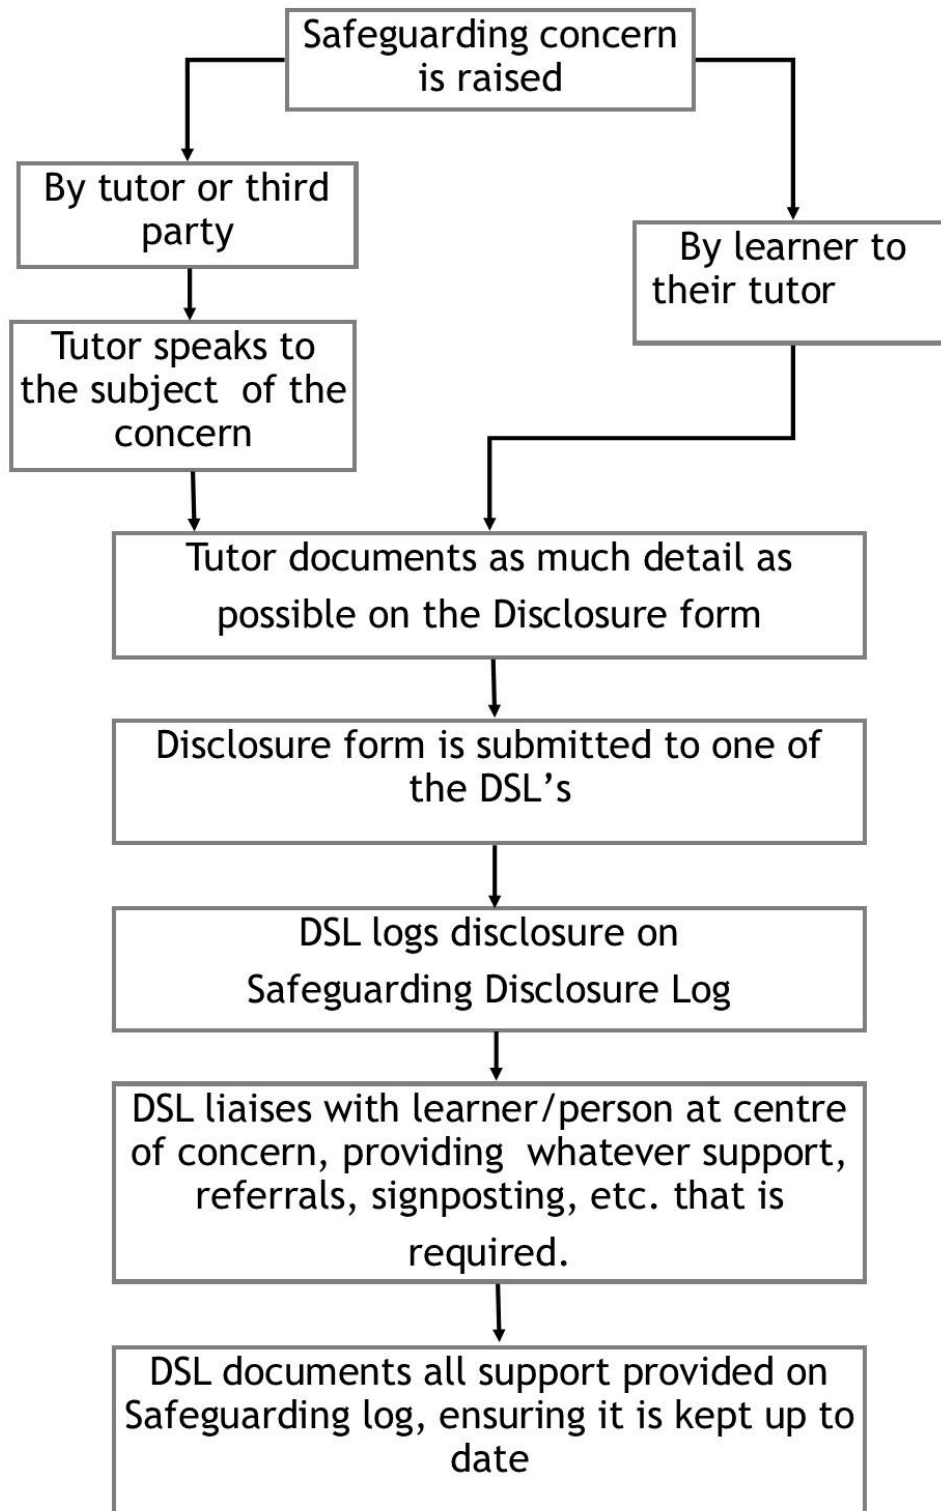 Safeguarding concern
is raised
By tutor or third
party
By learner to
their tutor
Tutor speaks to
the subject of the
concern
Tutor documents as much detail as
possible on the Disclosure form
Disclosure form is submitted to one of
the DSL’s
DSL logs disclosure on
Safeguarding Disclosure Log
DSL liaises with learner/person at centre
of concern, providing whatever support,
referrals, signposting, etc. that is
required.
DSL documents all support provided on
Safeguarding log, ensuring it is kept up to
date